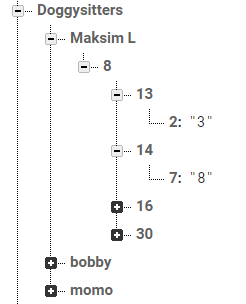 Doggysitters
Maksim L
8
13
2: "3"
14
7: "8"
16
30
bobby
momo